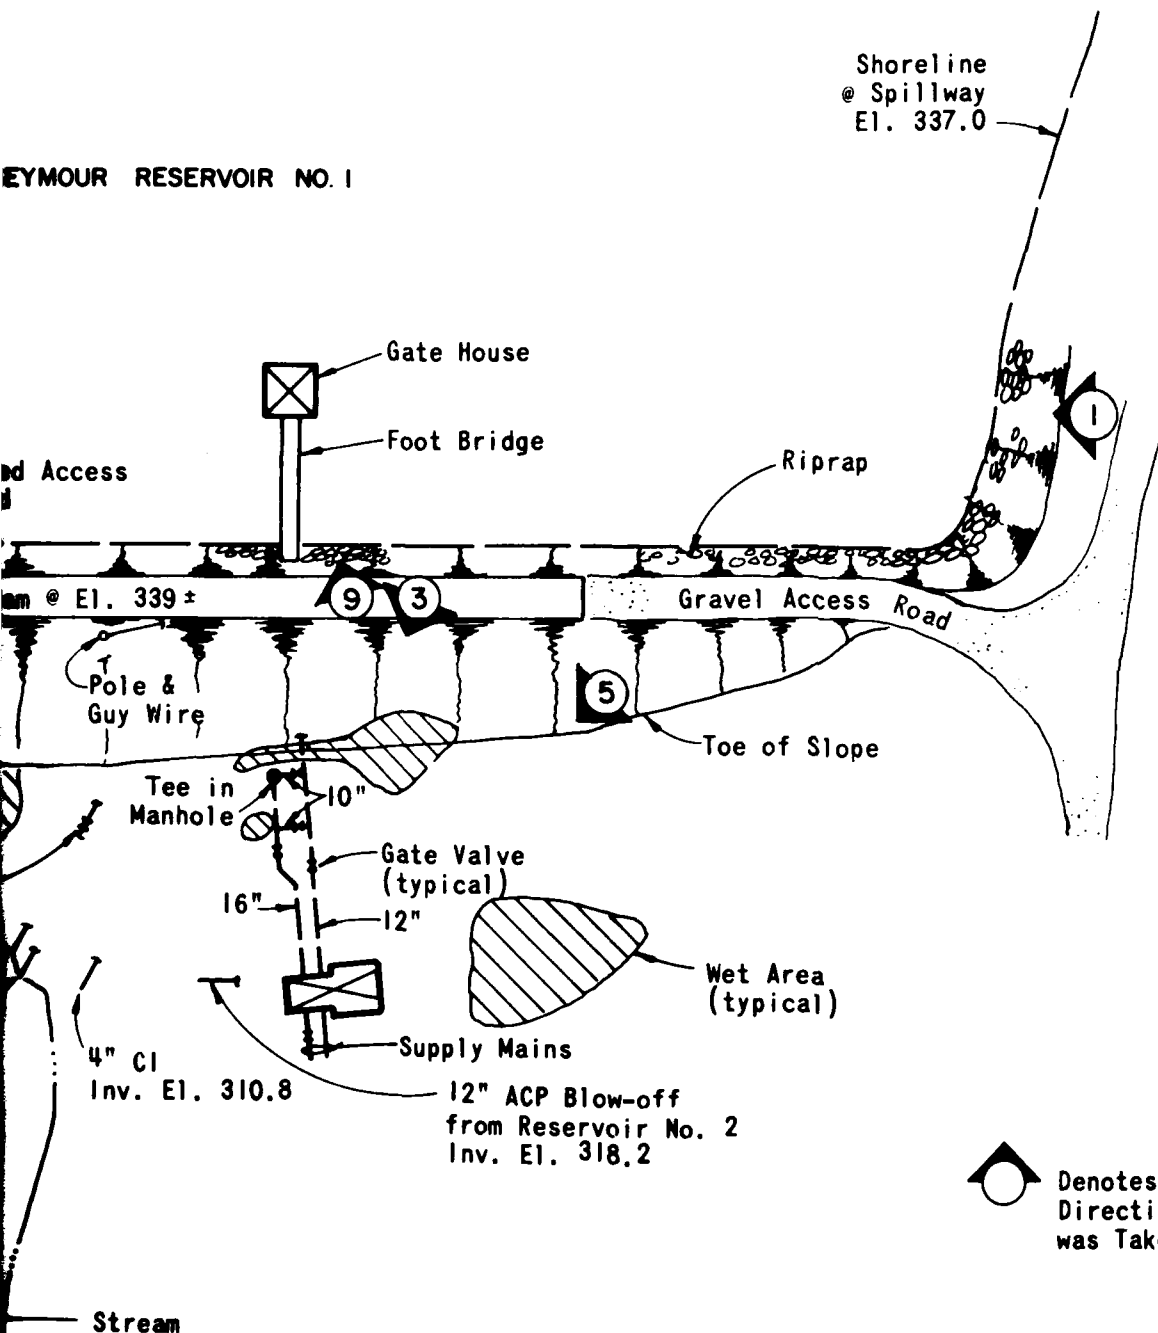 Shoreline
@ Spillway
El. 337.0
EYMOUR RESERVOIR NO. 1
Gate House
Foot Bridge
Riprap
Access
1
@ El. 339 ±
9
3
Gravel Access Road
Pole &
Guy Wire
5
Toe of Slope
Tee in
Manhole
10"
Gate Valve
(typical)
16"
12"
Wet Area
(typical)
Supply Mains
4" CI
Inv. El. 310.8
12" ACP Blow-off
from Reservoir No. 2
Inv. El. 318.2
Denotes
Directi
was Tak
Stream